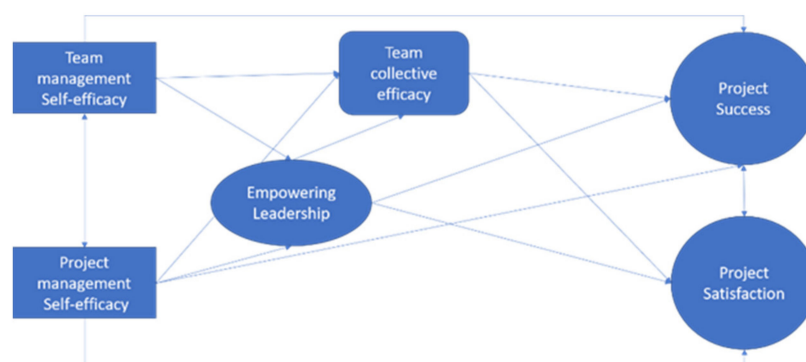 Team
management
Self-efficacy
Team
collective
efficacy
Project
Success
Empowering
Leadership
Project
management
Self-efficacy
Project
Satisfaction